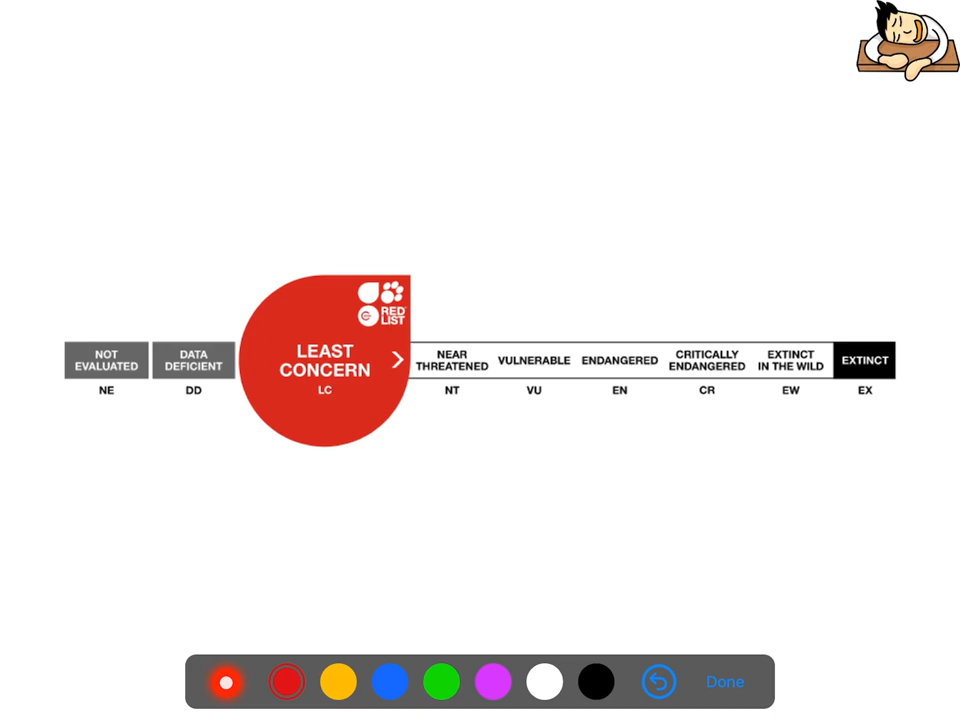 RED
LIST
NOT
EVALUATED
DATA
DEFICIENT
LEAST
CONCERN
NEAR
THREATENED
VULNERABLE
ENDANGERED
CRITICALLY
ENDANGERED
EXTINCT
IN THE WILD
EXTINCT
NE
DD
LC
NT
VU
EN
CR
EW
EX
Done